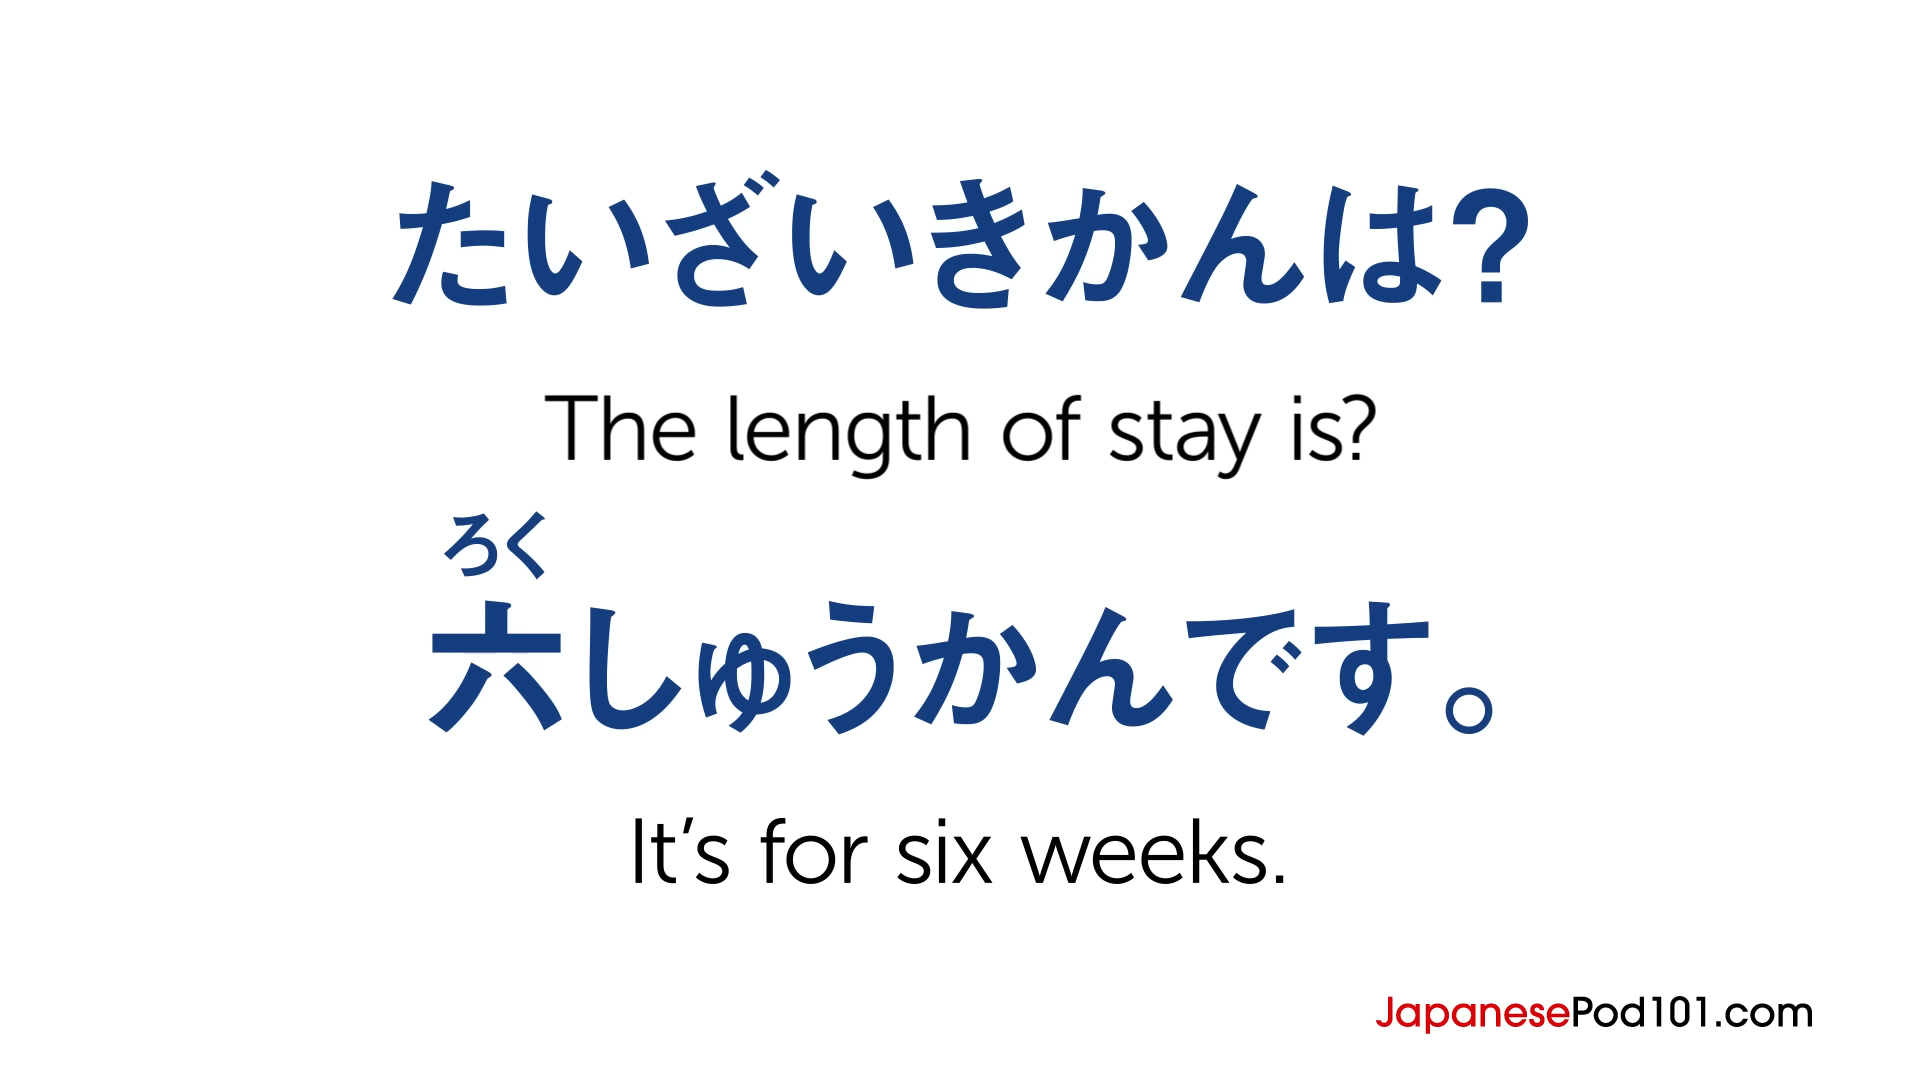 たいざいきかんは?
The length of stay is?
ろく
六しゅうかんです。
It's for six weeks.
JapanesePod101.com